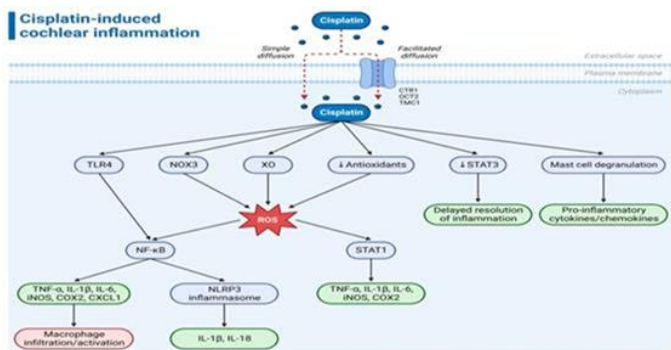 Cisplatin-induced
cochlear inflammation
Cisplatin
Simple
diffusion
Facilitated
diffusion
Extracellular space
Plasma membrane
Cytoplasm
CTR1
OCT2
TMC1
Cisplatin
TLR4
NOX3
XO
↓ Antioxidants
↓ STAT3
Mast cell degranulation
ROS
Delayed resolution
of inflammation
Pro-inflammatory
cytokines/chemokines
NF-κB
STAT1
TNF-α, IL-1β, IL-6,
iNOS, COX2, CXCL1
NLRP3
inflammasome
TNF-α, IL-1β, IL-6,
iNOS, COX2
Macrophage
infiltration/activation
IL-1β, IL-18